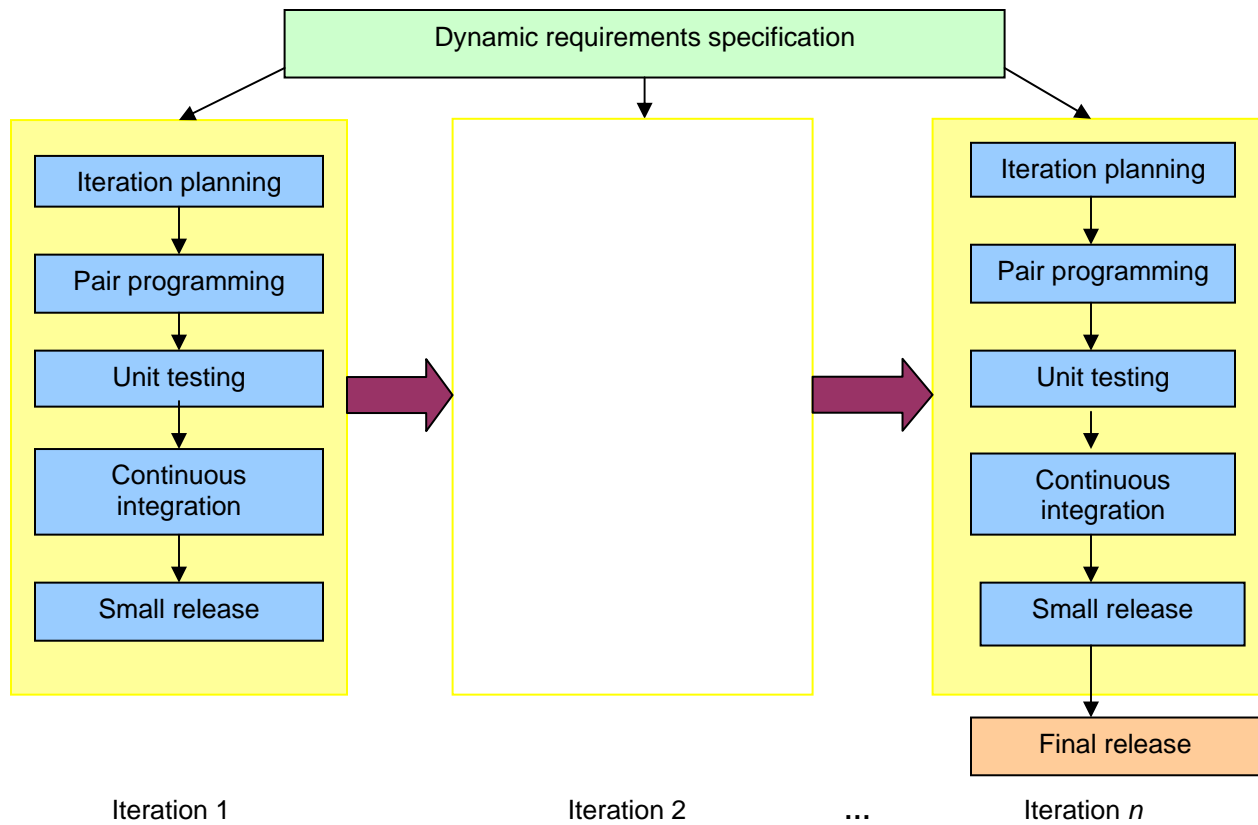 Dynamic requirements specification
Iteration planning
Pair programming
Unit testing
Continuous
integration
Small release
Iteration planning
Pair programming
Unit testing
Continuous
integration
Small release
Final release
Iteration 1
Iteration 2
...
Iteration n